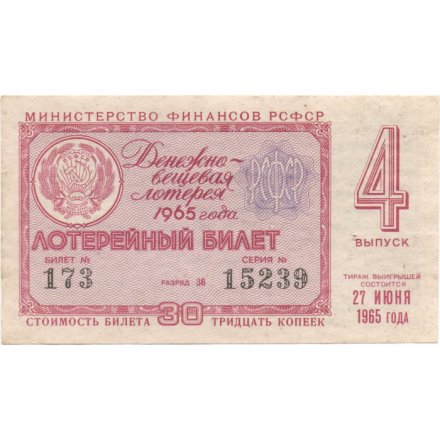 МИНИСТЕРСТВО ФИНАНСОВ РСФСР
РСФСР
Денежно-
вещевая
лотерея
1965 года
РСФСР
ЛОТЕРЕЙНЫЙ БИЛЕТ
БИЛЕТ № СЕРИЯ №
173 РАЗРЯД 36 15239
СТОИМОСТЬ БИЛЕТА 30 ТРИДЦАТЬ КОПЕЕК
4
ВЫПУСК
ТИРАЖ ВЫИГРЫШЕЙ
СОСТОИТСЯ
27 ИЮНЯ
1965 ГОДА